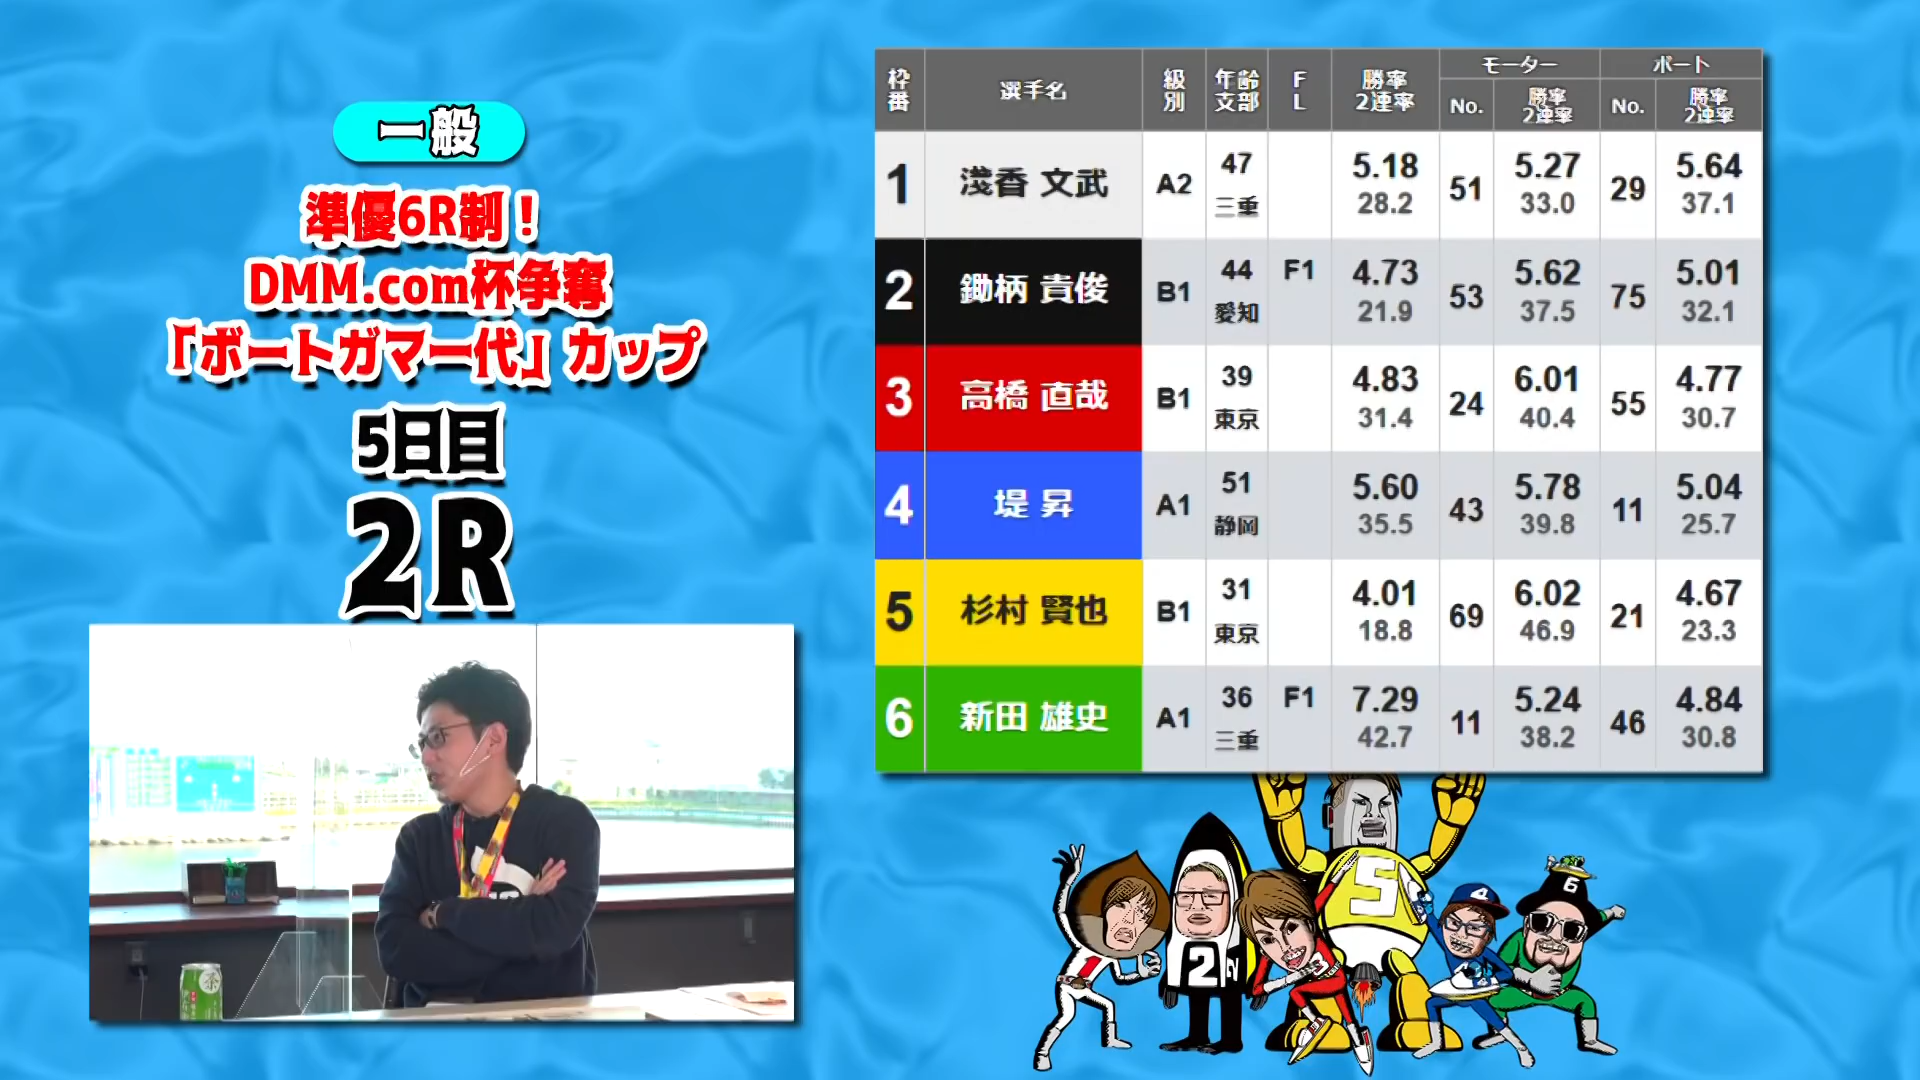 一般
準優6R制！
DMM.com杯争奪
「ボートガマ一代」カップ
5日目
2R
枠番 選手名 級別 年齢支部 FL 勝率2連率 モーター ボート
No. 勝率2連率 No. 勝率2連率
1 淺香 文武 A2 47 三重 5.18 28.2 51 5.27 33.0 29 5.64 37.1
2 鋤柄 貴俊 B1 44 愛知 F1 4.73 21.9 53 5.62 37.5 75 5.01 32.1
3 高橋 直哉 B1 39 東京 4.83 31.4 24 6.01 40.4 55 4.77 30.7
4 堤 昇 A1 51 静岡 5.60 35.5 43 5.78 39.8 11 5.04 25.7
5 杉村 賢也 B1 31 東京 4.01 18.8 69 6.02 46.9 21 4.67 23.3
6 新田 雄史 A1 36 三重 F1 7.29 42.7 11 5.24 38.2 46 4.84 30.8
茶
1
2
3
5
4
6